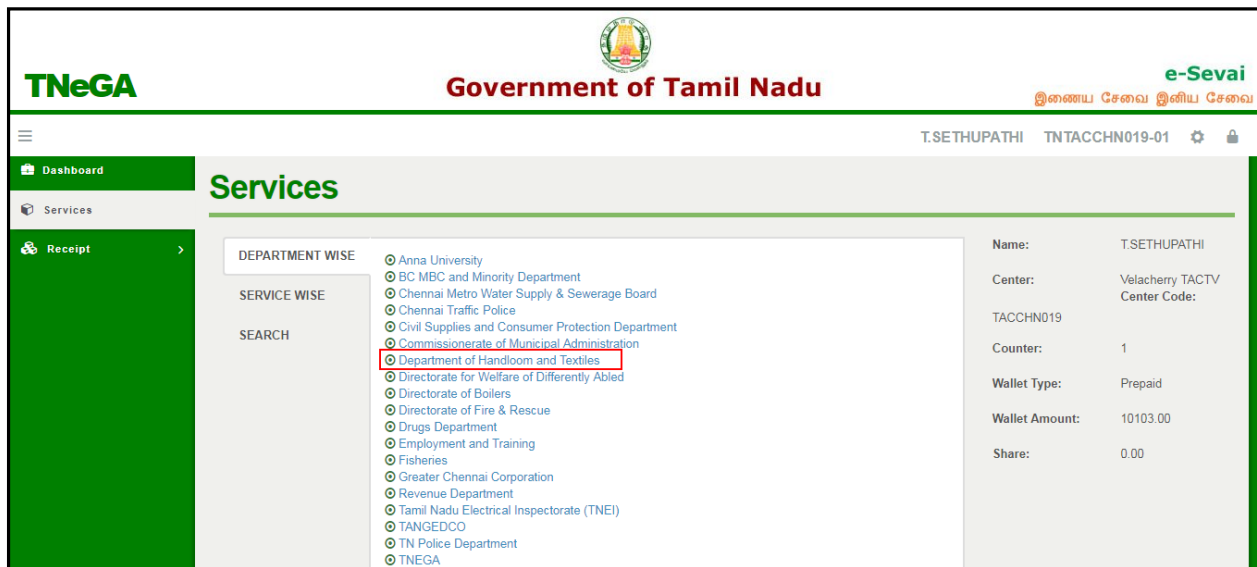 TNeGA
Government of Tamil Nadu
e-Sevai
இணைய சேவை இனிய சேவை
T.SETHUPATHI TNTACCHN019-01
Dashboard
Services
Receipt
Services
DEPARTMENT WISE
SERVICE WISE
SEARCH
Anna University
BC MBC and Minority Department
Chennai Metro Water Supply & Sewerage Board
Chennai Traffic Police
Civil Supplies and Consumer Protection Department
Commissionerate of Municipal Administration
Department of Handloom and Textiles
Directorate for Welfare of Differently Abled
Directorate of Boilers
Directorate of Fire & Rescue
Drugs Department
Employment and Training
Fisheries
Greater Chennai Corporation
Revenue Department
Tamil Nadu Electrical Inspectorate (TNEI)
TANGEDCO
TN Police Department
TNEGA
Name: T.SETHUPATHI
Center: Velacherry TACTV
Center Code:
TACCHN019
Counter: 1
Wallet Type: Prepaid
Wallet Amount: 10103.00
Share: 0.00